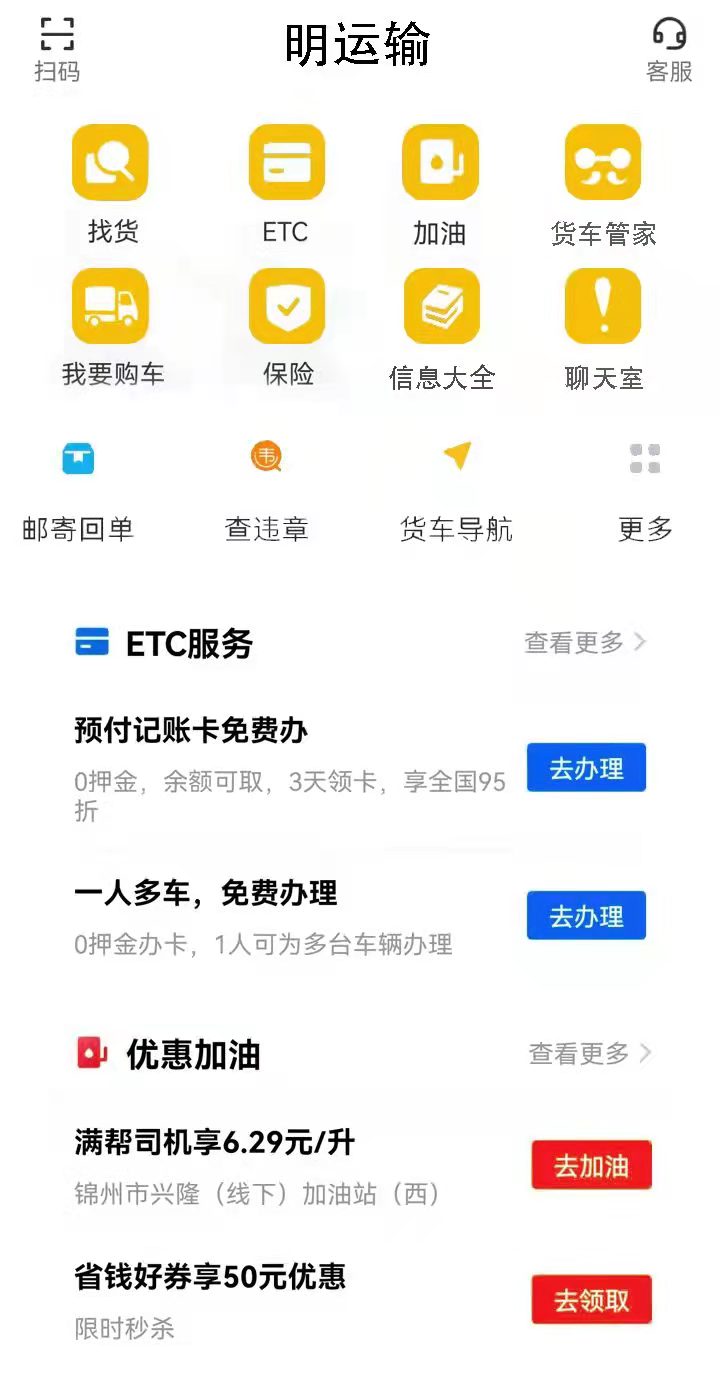 明运输
扫码
客服
找货
ETC
加油
货车管家
我要购车
保险
信息大全
聊天室
违
邮寄回单
查违章
货车导航
更多
ETC服务
查看更多
预付记账卡免费办
0押金，余额可取，3天领卡，享全国95
折
去办理
一人多车，免费办理
0押金办卡，1人可为多台车辆办理
去办理
优惠加油
查看更多
满帮司机享6.29元/升
锦州市兴隆（线下）加油站（西）
去加油
省钱好券享50元优惠
限时秒杀
去领取